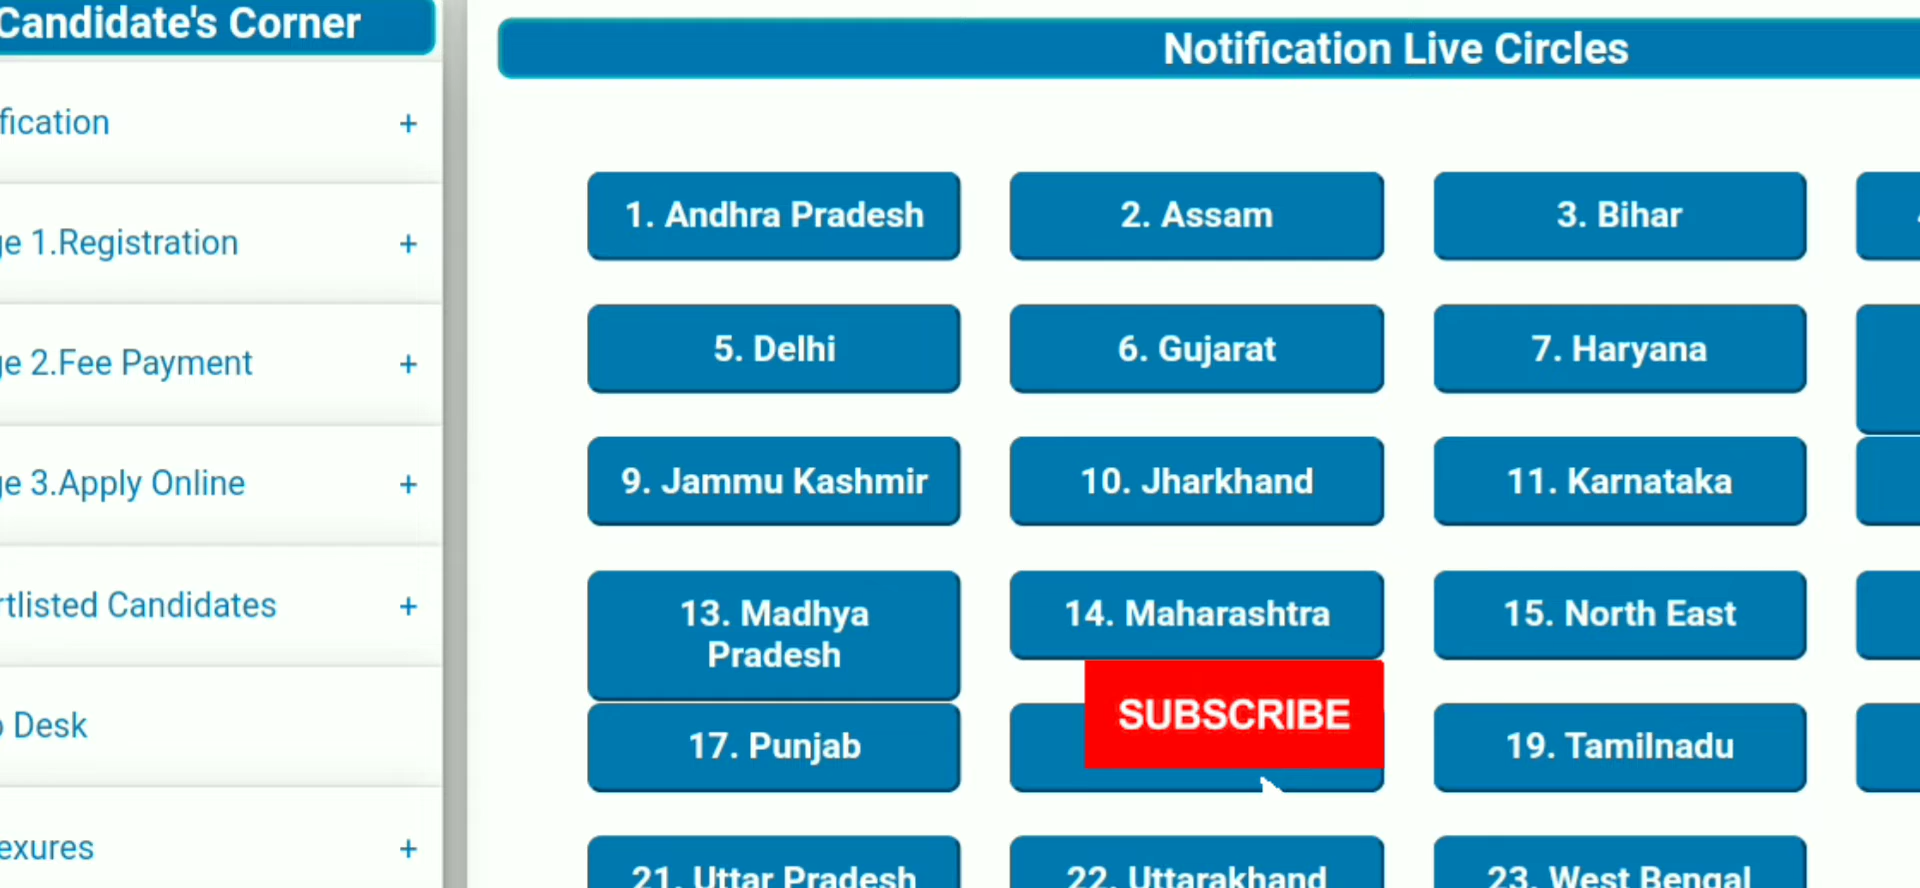 Candidate's Corner
fication
+
ge 1.Registration
+
ge 2.Fee Payment
+
ge 3.Apply Online
+
rtlisted Candidates
+
Desk
exures
+
Notification Live Circles
1. Andhra Pradesh
2. Assam
3. Bihar
5. Delhi
6. Gujarat
7. Haryana
9. Jammu Kashmir
10. Jharkhand
11. Karnataka
13. Madhya
Pradesh
14. Maharashtra
15. North East
17. Punjab
SUBSCRIBE
19. Tamilnadu
21. Uttar Pradesh
22. Uttarakhand
23. West Bengal